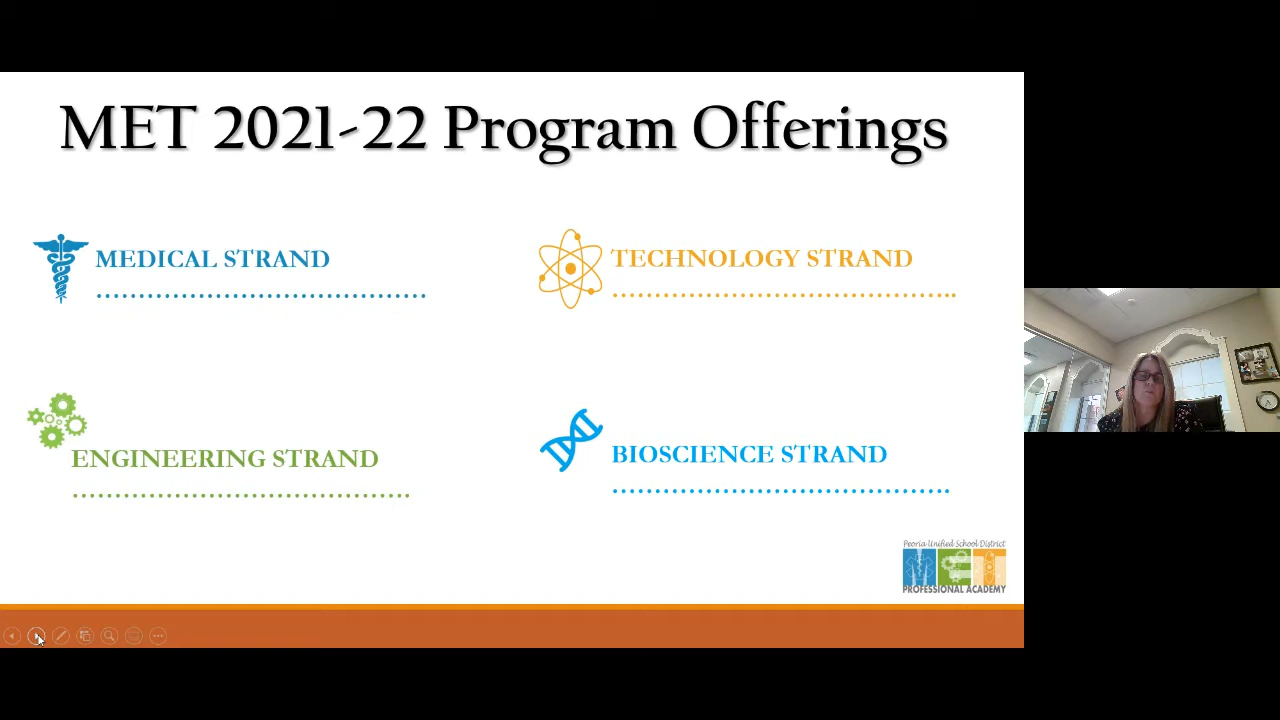 MET 2021-22 Program Offerings
MEDICAL STRAND
TECHNOLOGY STRAND
ENGINEERING STRAND
BIOSCIENCE STRAND
Peoria Unified School District
MET
PROFESSIONAL ACADEMY